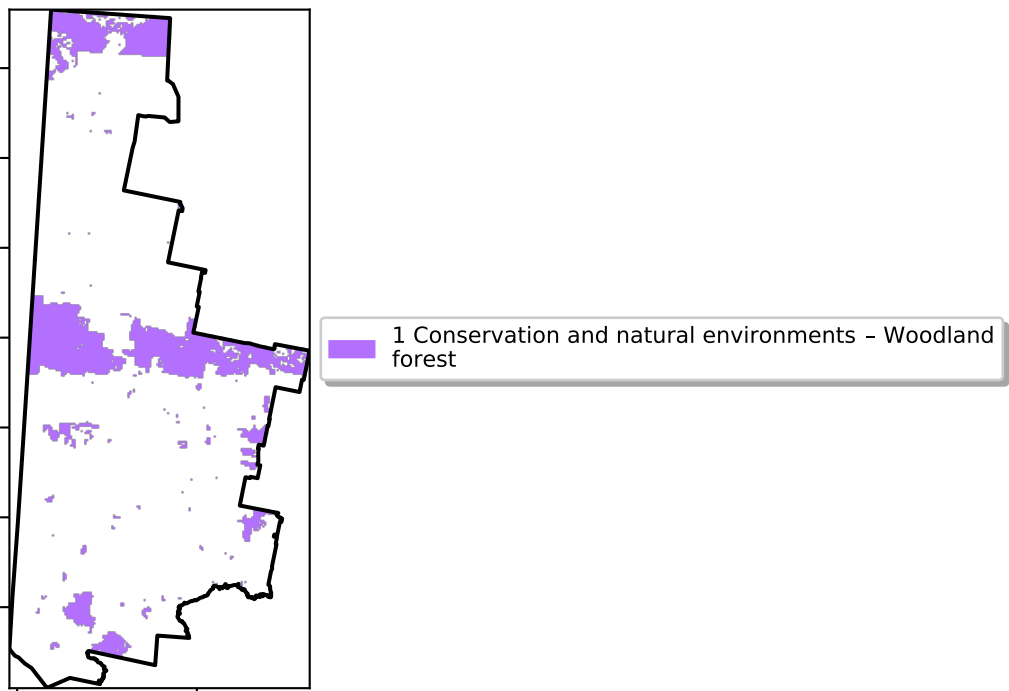 1 Conservation and natural environments – Woodland
forest